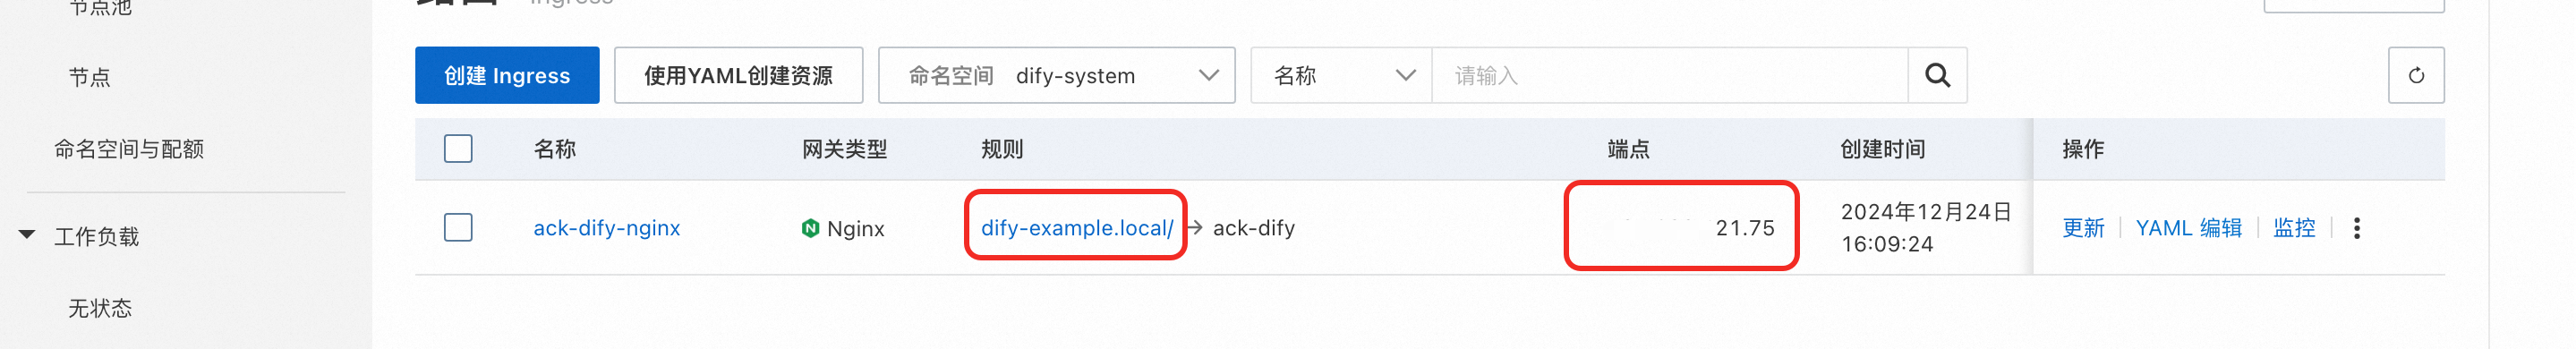 节点池
节点
命名空间与配额
工作负载
无状态
Ingress
创建 Ingress
使用YAML创建资源
命名空间 dify-system
名称
请输入
名称 网关类型 规则 端点 创建时间 操作
ack-dify-nginx Nginx dify-example.local/ → ack-dify 21.75 2024年12月24日
16:09:24 更新 YAML 编辑 监控